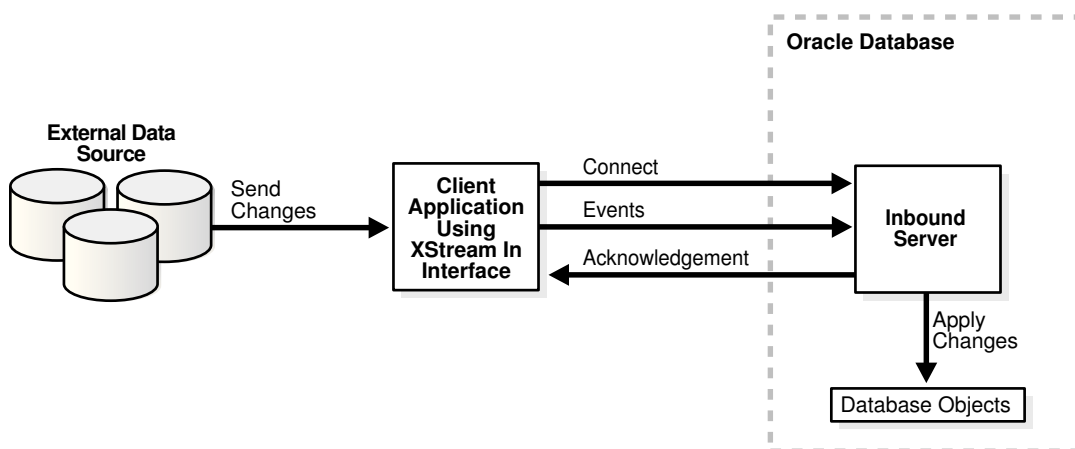 Oracle Database
External Data
Source
Send
Changes
Client
Application
Using
XStream In
Interface
Connect
Events
Acknowledgement
Inbound
Server
Apply
Changes
Database Objects